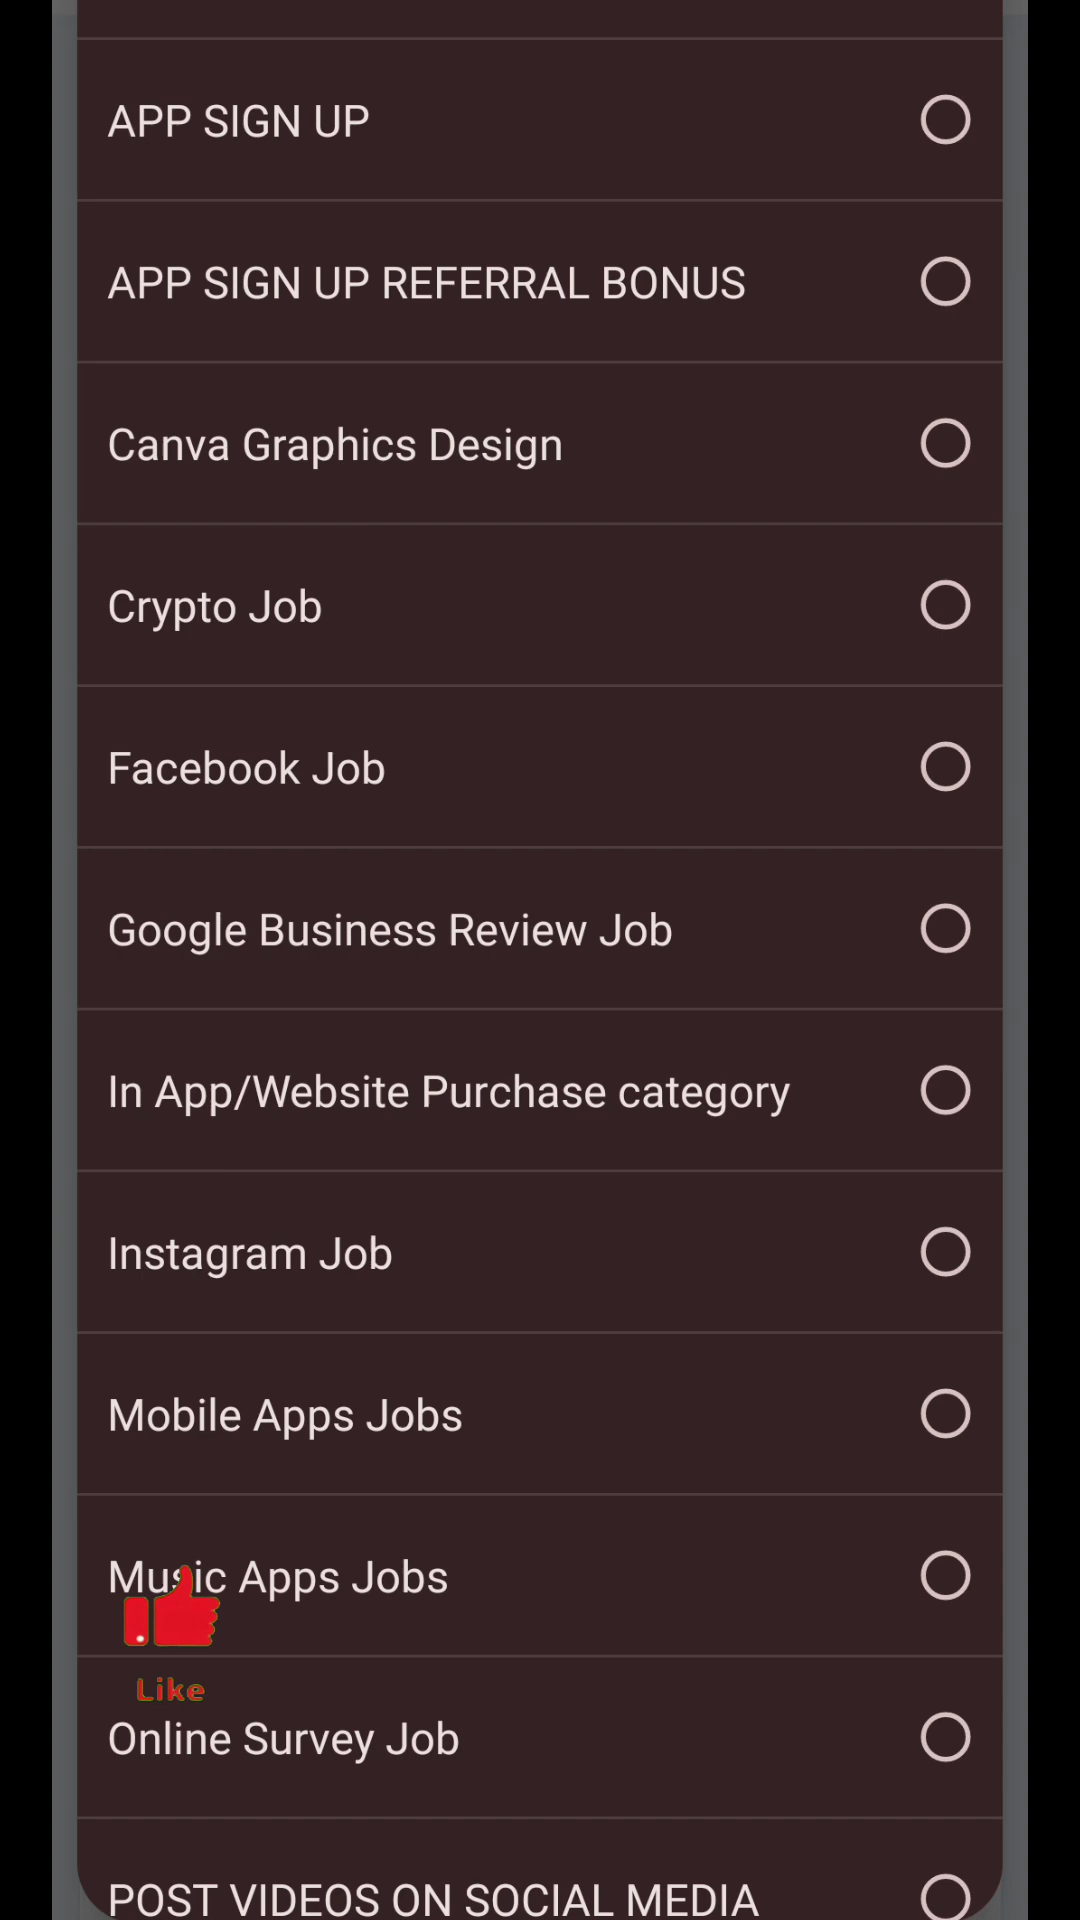 APP SIGN UP
APP SIGN UP REFERRAL BONUS
Canva Graphics Design
Crypto Job
Facebook Job
Google Business Review Job
In App/Website Purchase category
Instagram Job
Mobile Apps Jobs
Music Apps Jobs
Like
Online Survey Job
POST VIDEOS ON SOCIAL MEDIA